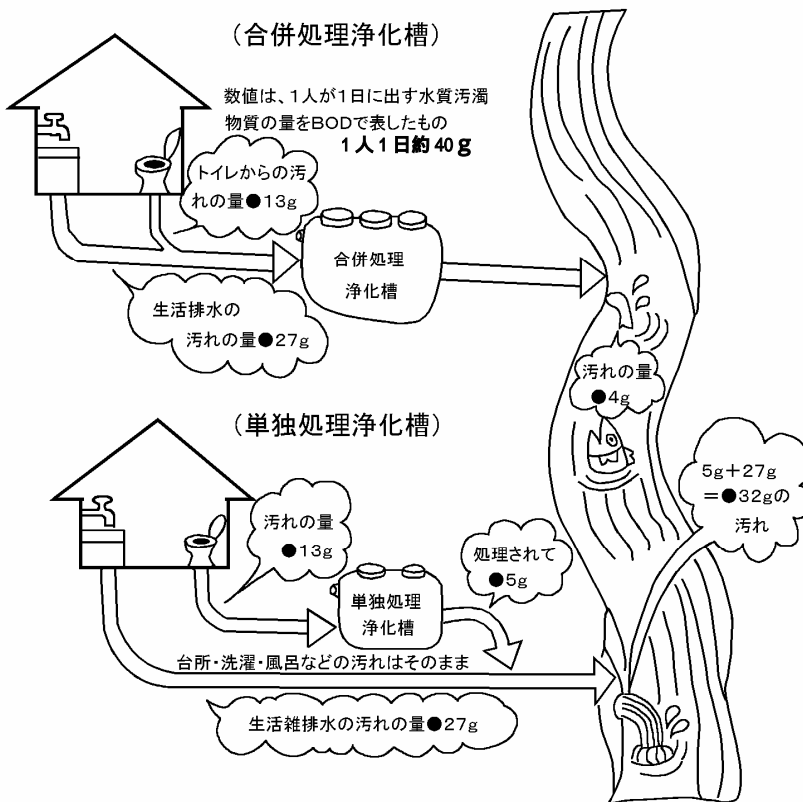 (合併処理浄化槽)
数値は、1人が1日に出す水質汚濁
物質の量をBODで表したもの
1人1日約40g
トイレからの汚
れの量●13g
合併処理
浄化槽
生活排水の
汚れの量●27g
汚れの量
●4g
(単独処理浄化槽)
汚れの量
●13g
単独処理
浄化槽
処理されて
●5g
5g+27g
=●32gの
汚れ
台所・洗濯・風呂などの汚れはそのまま
生活雑排水の汚れの量●27g